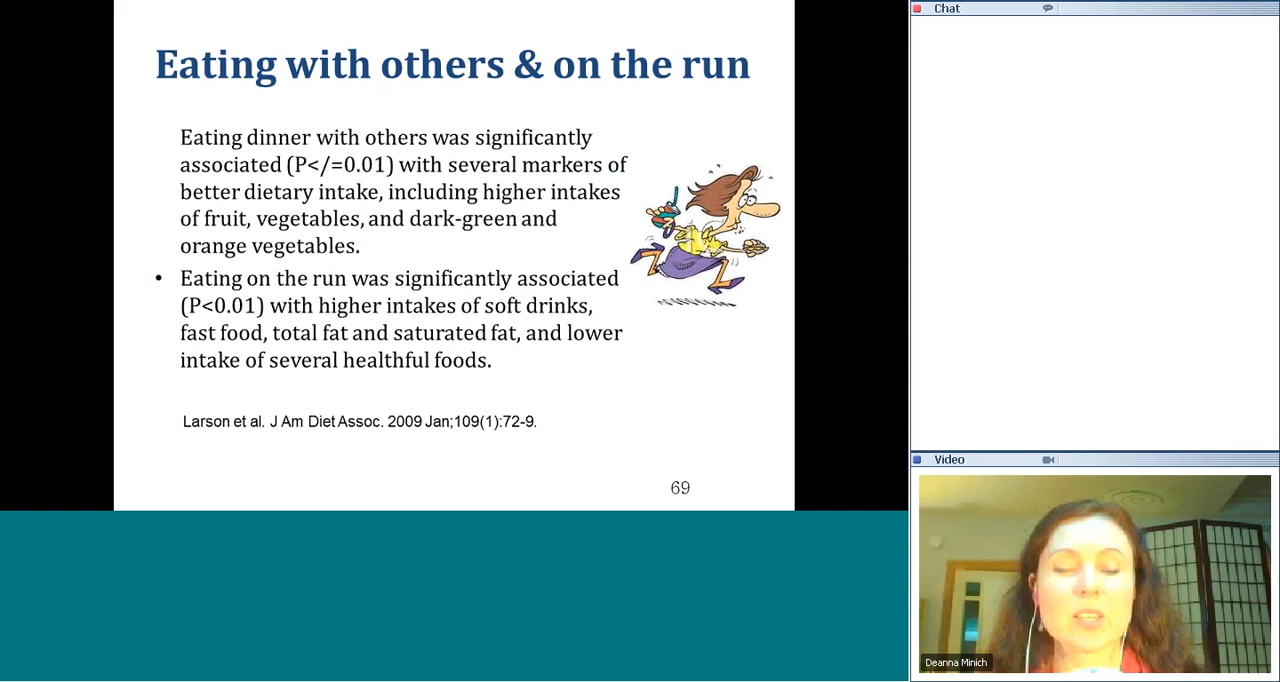 Eating with others & on the run
Eating dinner with others was significantly
associated (P</=0.01) with several markers of
better dietary intake, including higher intakes
of fruit, vegetables, and dark-green and
orange vegetables.
• Eating on the run was significantly associated
(P<0.01) with higher intakes of soft drinks,
fast food, total fat and saturated fat, and lower
intake of several healthful foods.
Larson et al. J Am Diet Assoc. 2009 Jan;109(1):72-9.
69
Chat
Video
Deanna Minich